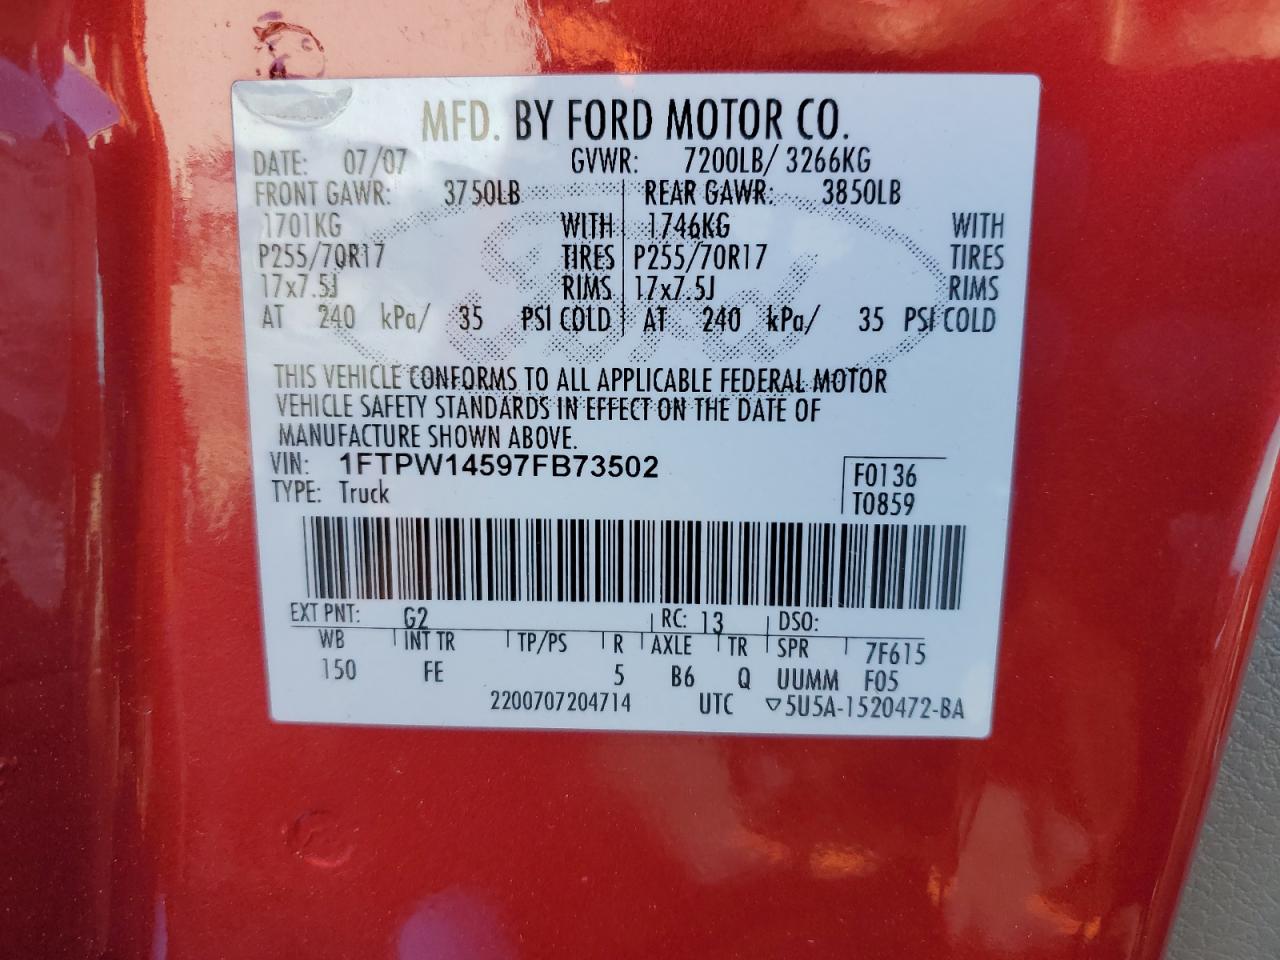 MFD. BY FORD MOTOR CO.
DATE: 07/07 GVWR: 7200LB/ 3266KG
FRONT GAWR: 3750LB REAR GAWR: 3850LB
1701KG WITH 1746KG WITH
P255/70R17 TIRES P255/70R17 TIRES
17x7.5J RIMS 17x7.5J RIMS
AT 240 kPa/ 35 PSI COLD AT 240 kPa/ 35 PSI COLD
Ford
THIS VEHICLE CONFORMS TO ALL APPLICABLE FEDERAL MOTOR
VEHICLE SAFETY STANDARDS IN EFFECT ON THE DATE OF
MANUFACTURE SHOWN ABOVE.
VIN: 1FTPW14597FB73502 F0136
TYPE: Truck T0859
EXT PNT: G2 RC: 13 DSO:
WB INT TR TP/PS R AXLE TR SPR 7F615
150 FE 5 B6 Q UUMM F05
2200707204714 UTC ▽5U5A-1520472-BA